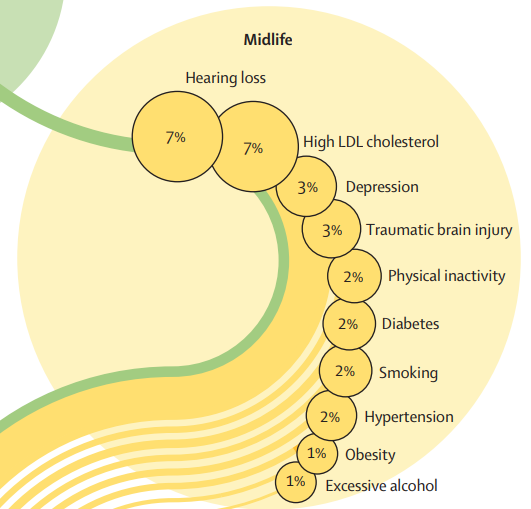 Midlife
Hearing loss
7%
7%
High LDL cholesterol
3%
Depression
3%
Traumatic brain injury
2%
Physical inactivity
2%
Diabetes
2%
Smoking
2%
Hypertension
1%
Obesity
1%
Excessive alcohol